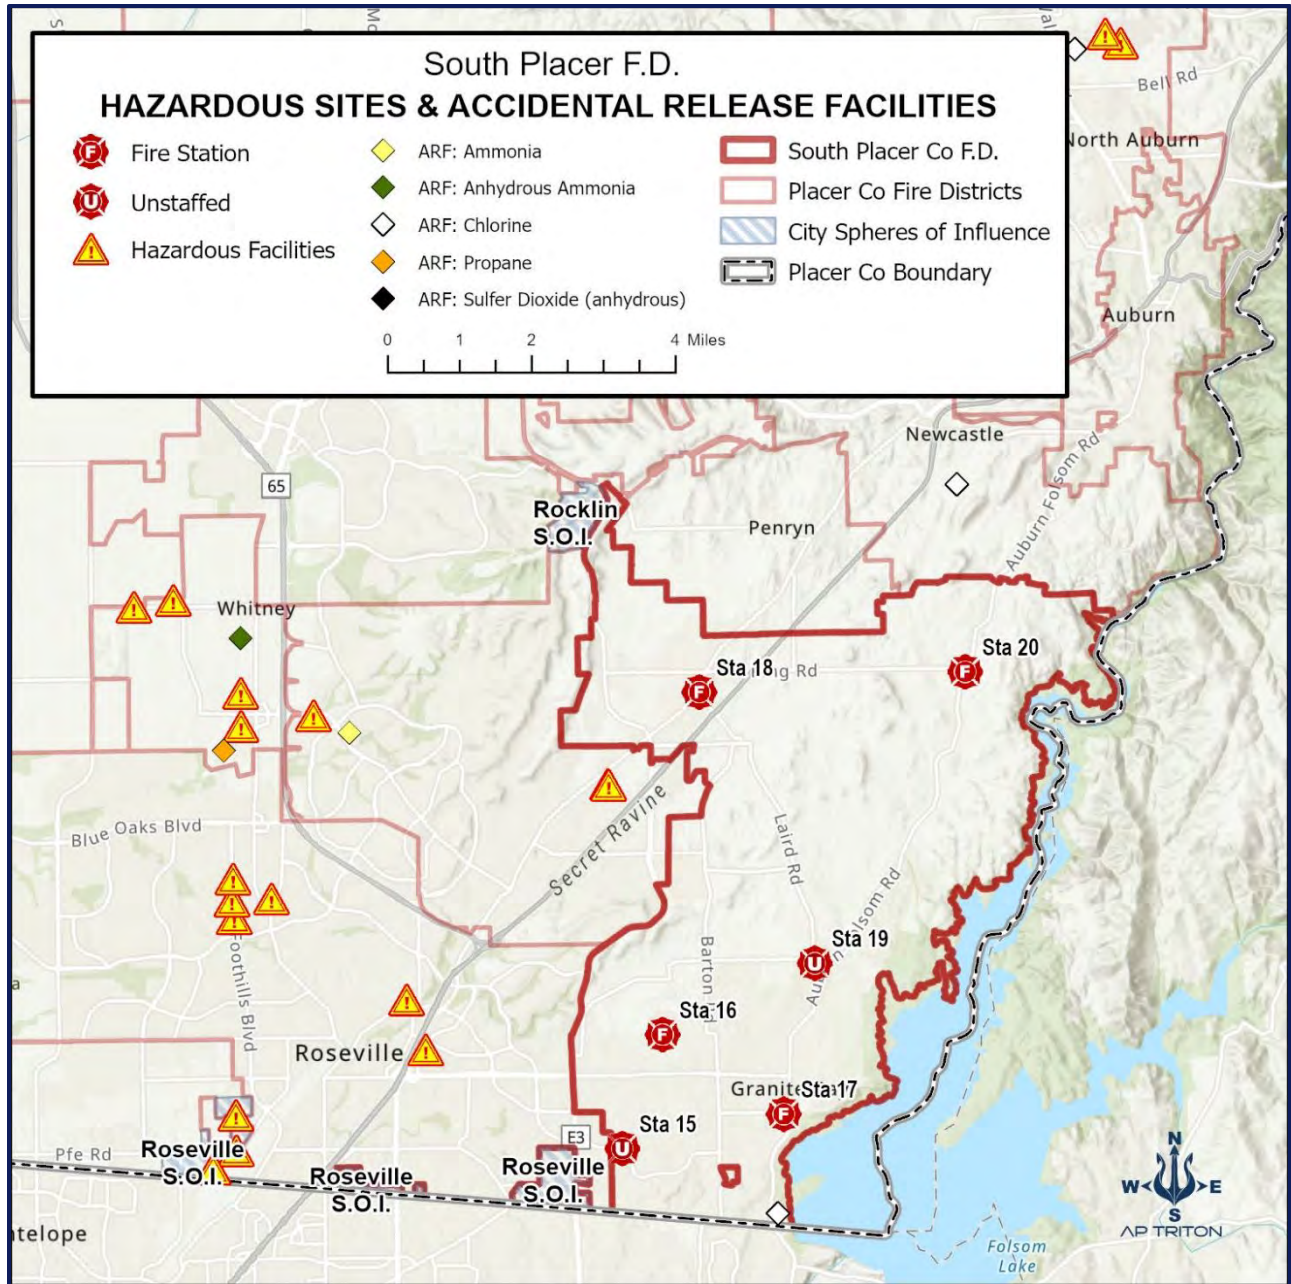 Bell Rd
North Auburn
South Placer F.D.
HAZARDOUS SITES & ACCIDENTAL RELEASE FACILITIES
Fire Station
Unstaffed
Hazardous Facilities
ARF: Ammonia
ARF: Anhydrous Ammonia
ARF: Chlorine
ARF: Propane
ARF: Sulfer Dioxide (anhydrous)
South Placer Co F.D.
Placer Co Fire Districts
City Spheres of Influence
Placer Co Boundary
0 1 2 4 Miles
Auburn
Newcastle
Auburn Folsom Rd
65
Rocklin
S.O.I.
Penryn
Whitney
Sta 18
Sta 20
Blue Oaks Blvd
Secret Ravine
Laird Rd
Foothills Blvd
Barton Rd
Sta 19
Sta 16
Roseville
Sta 17
Sta 15
E3
Pfe Rd
Roseville
S.O.I.
Roseville
S.O.I.
Roseville
S.O.I.
N
W E
S
AP TRITON
Folsom
Lake